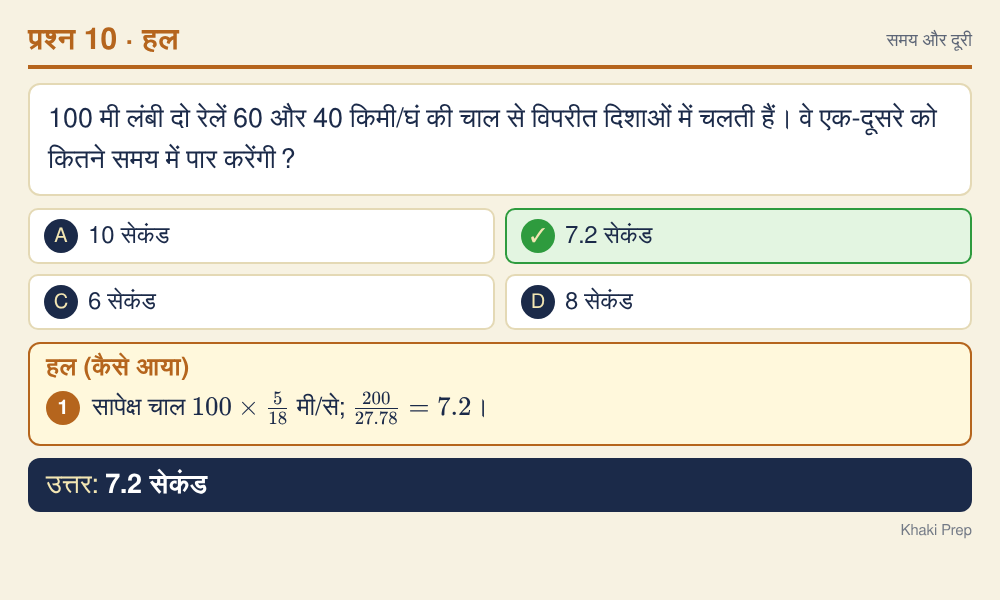 प्रश्न 10 · हल
समय और दूरी
100 मी लंबी दो रेलें 60 और 40 किमी/घं की चाल से विपरीत दिशाओं में चलती हैं। वे एक-दूसरे को
कितने समय में पार करेंगी ?
A 10 सेकंड
✓ 7.2 सेकंड
C 6 सेकंड
D 8 सेकंड
हल (कैसे आया)
1 सापेक्ष चाल 100 × 5/18 मी/से; 200/27.78 = 7.2।
उत्तर: 7.2 सेकंड
Khaki Prep